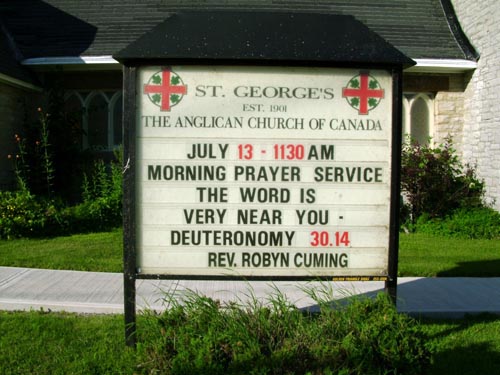 ST. GEORGE'S
EST. 1901
THE ANGLICAN CHURCH OF CANADA
JULY 13 - 1130 AM
MORNING PRAYER SERVICE
THE WORD IS
VERY NEAR YOU -
DEUTERONOMY 30.14
REV. ROBYN CUMING